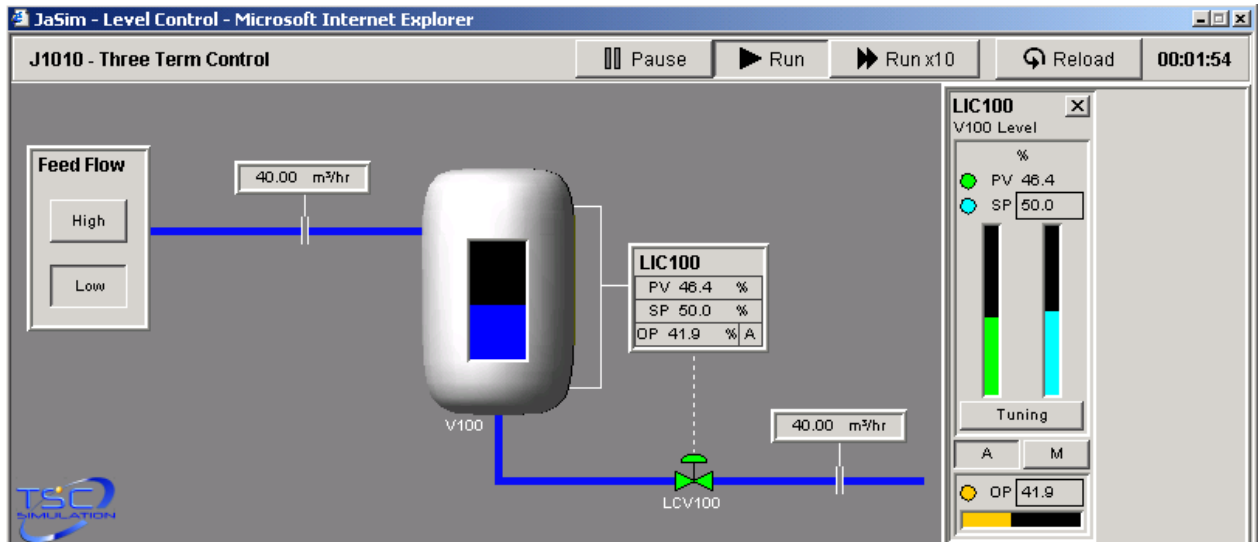 JaSim - Level Control - Microsoft Internet Explorer
J1010 - Three Term Control
Pause
Run
Run x10
Reload
00:01:54
Feed Flow
High
Low
40.00 m³/hr
V100
LIC100
PV 46.4 %
SP 50.0 %
OP 41.9 % A
LCV100
40.00 m³/hr
TSC
SIMULATION
LIC100
V100 Level
%
PV 46.4
SP 50.0
Tuning
A M
OP 41.9